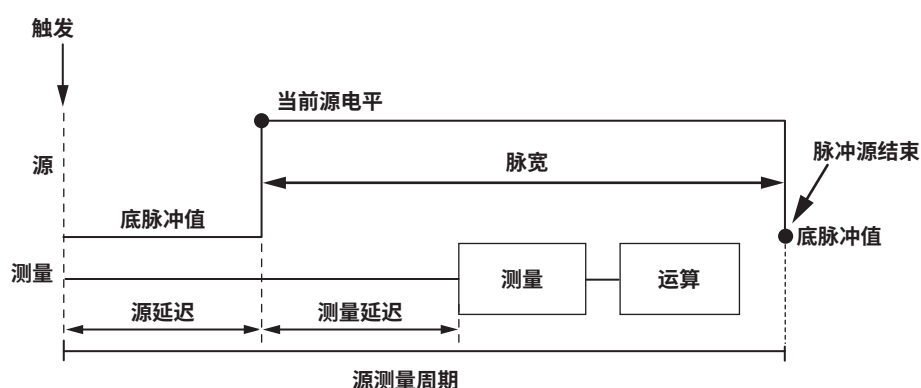 触发
当前源电平
源
脉宽
脉冲源结束
底脉冲值
底脉冲值
测量
测量
运算
源延迟
测量延迟
源测量周期